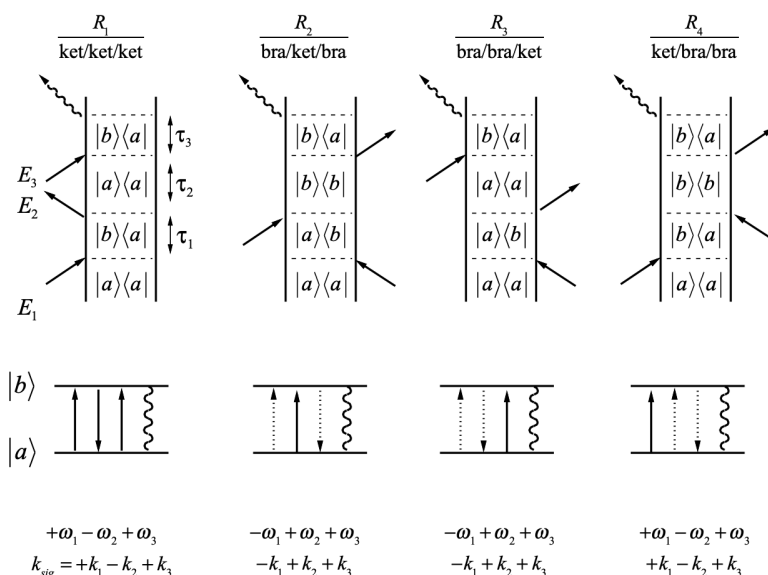 R₁ R₂ R₃ R₄
ket/ket/ket bra/ket/bra bra/bra/ket ket/bra/bra
|b⟩⟨a| τ₃ |b⟩⟨a| |b⟩⟨a| |b⟩⟨a|
E₃ |a⟩⟨a| τ₂ |b⟩⟨b| |a⟩⟨a| |b⟩⟨b|
E₂ |b⟩⟨a| τ₁ |a⟩⟨b| |a⟩⟨b| |b⟩⟨a|
E₁ |a⟩⟨a| |a⟩⟨a| |a⟩⟨a| |a⟩⟨a|
|b⟩
|a⟩
+ω₁ − ω₂ + ω₃ −ω₁ + ω₂ + ω₃ −ω₁ + ω₂ + ω₃ +ω₁ − ω₂ + ω₃
k_sig = +k₁ − k₂ + k₃ −k₁ + k₂ + k₃ −k₁ + k₂ + k₃ +k₁ − k₂ + k₃